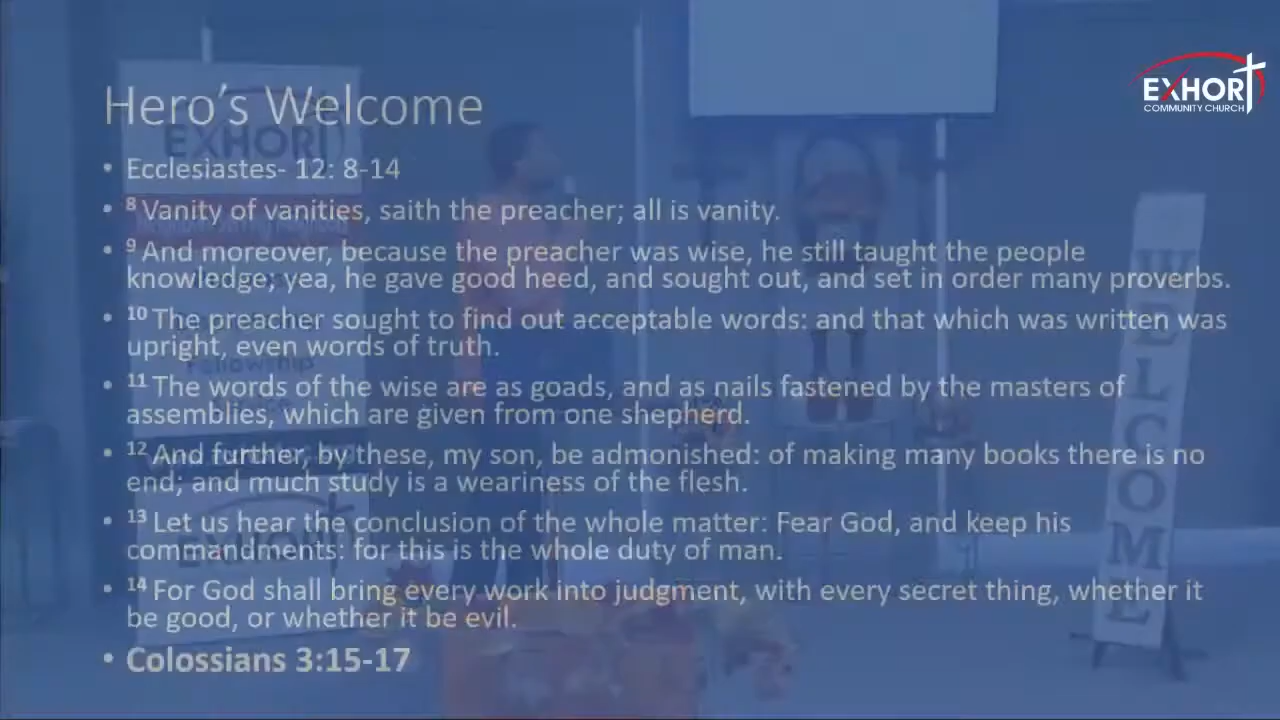 Hero's Welcome
• Ecclesiastes- 12: 8-14
• 8 Vanity of vanities, saith the preacher; all is vanity.
• 9 And moreover, because the preacher was wise, he still taught the people
knowledge; yea, he gave good heed, and sought out, and set in order many proverbs.
• 10 The preacher sought to find out acceptable words: and that which was written was
upright, even words of truth.
• 11 The words of the wise are as goads, and as nails fastened by the masters of
assemblies, which are given from one shepherd.
• 12 And further, by these, my son, be admonished: of making many books there is no
end; and much study is a weariness of the flesh.
• 13 Let us hear the conclusion of the whole matter: Fear God, and keep his
commandments: for this is the whole duty of man.
• 14 For God shall bring every work into judgment, with every secret thing, whether it
be good, or whether it be evil.
• Colossians 3:15-17
EXHORT
COMMUNITY CHURCH
EXHORT
Fellowship
EXHORT
WELCOME